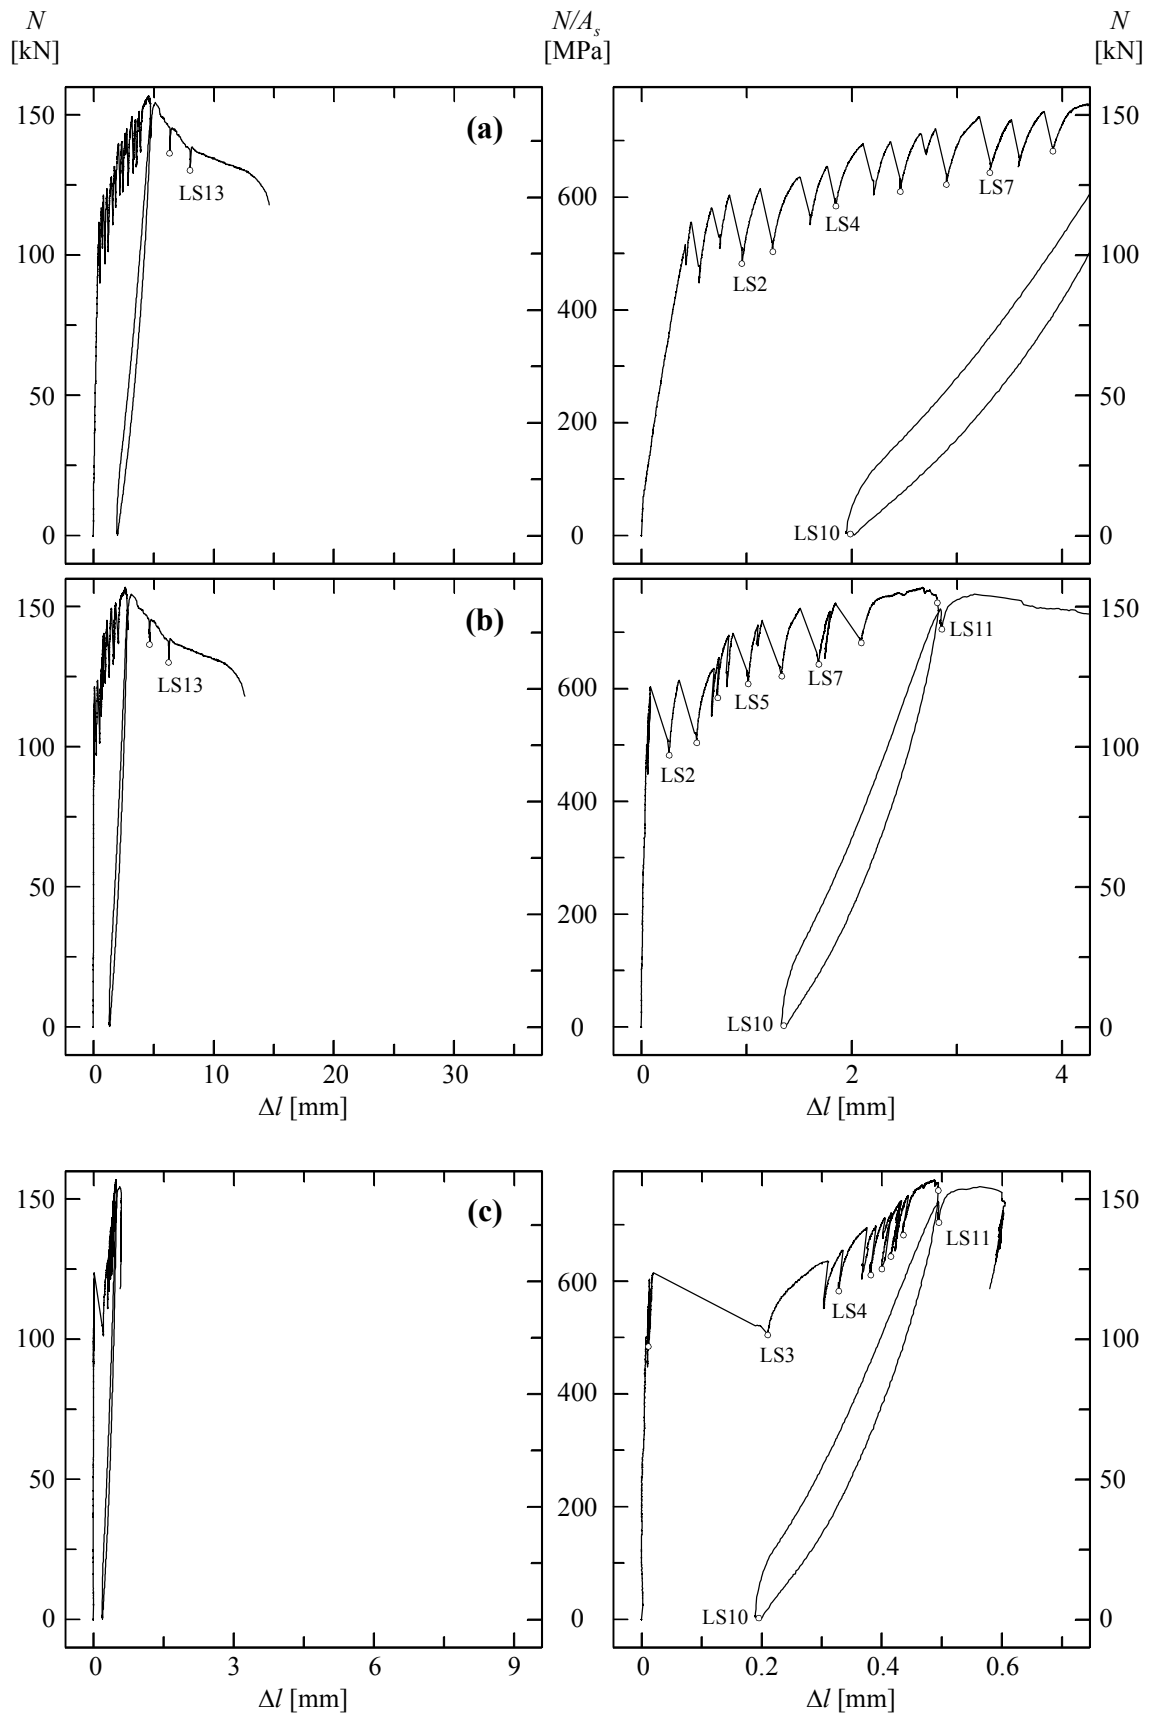 N N/A_s N
[kN] [MPa] [kN]
150 (a) 150
LS13 LS7
600 LS4
100 LS2 100
400
50 50
200
LS10
0 0 0
150 (b) 150
LS11
LS13 LS7
600 LS5
100 LS2 100
400
50 50
200
LS10
0 0 0
0 10 20 30 0 2 4
Δl [mm] Δl [mm]
150 (c) 150
LS11
600 LS4
100 LS3 100
400
50 50
200
LS10
0 0 0
0 3 6 9 0 0.2 0.4 0.6
Δl [mm] Δl [mm]